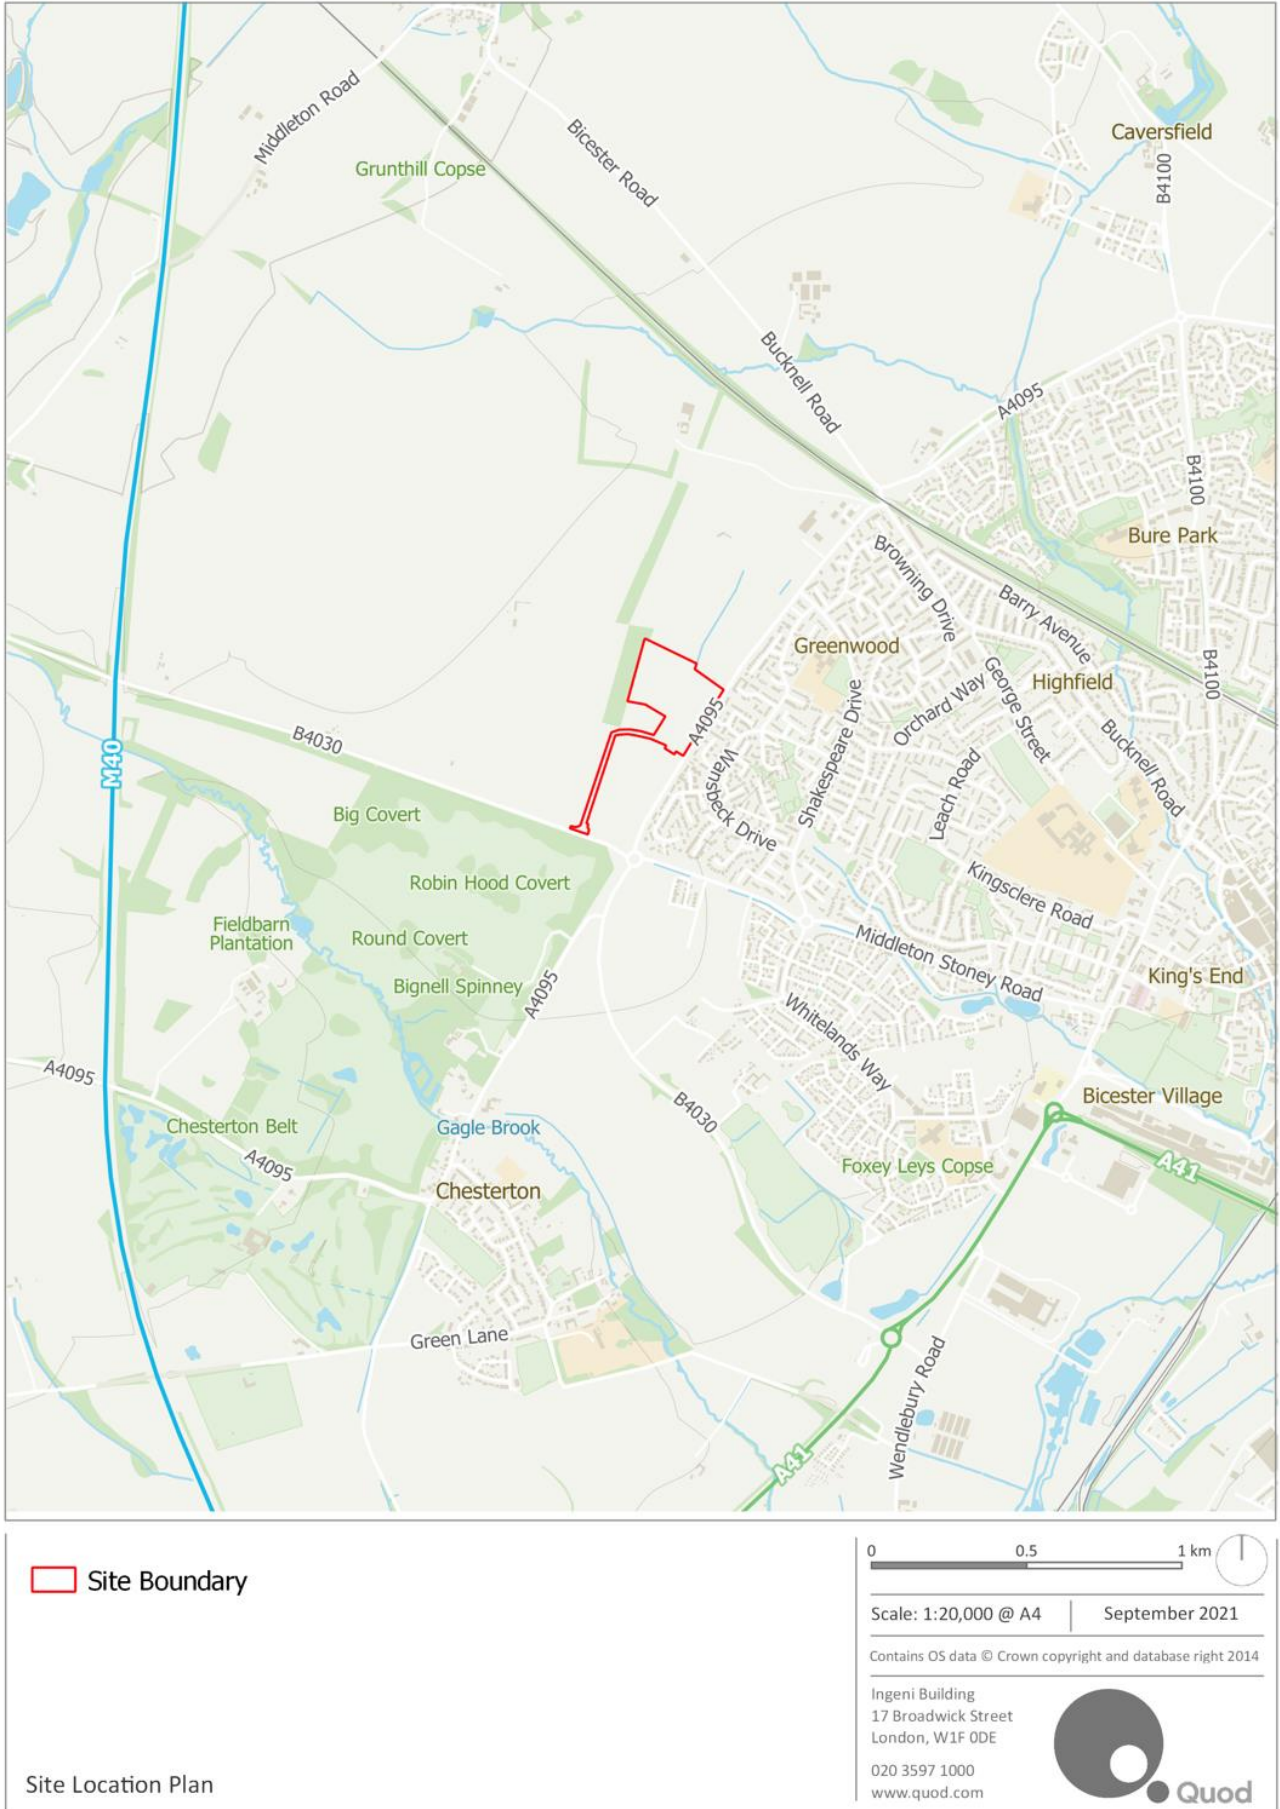 Middleton Road
Grunthill Copse
Bicester Road
Caversfield
B4100
Bucknell Road
A4095
B4100
Bure Park
Browning Drive
Barry Avenue
Greenwood
B4100
George Street
Highfield
Orchard Way
Shakespeare Drive
A4095
Bucknell Road
B4030
M40
Wansbeck Drive
Leach Road
Big Covert
Robin Hood Covert
Kingsclere Road
Fieldbarn
Plantation
Round Covert
Middleton Stoney Road
King's End
Bignell Spinney
A4095
Whitelands Way
A4095
Bicester Village
B4030
Chesterton Belt
Gagle Brook
A4095
Foxey Leys Copse
A41
Chesterton
Green Lane
Wendlebury Road
A41
Site Boundary
0 0.5 1 km
Scale: 1:20,000 @ A4
September 2021
Contains OS data © Crown copyright and database right 2014
Ingeni Building
17 Broadwick Street
London, W1F 0DE
020 3597 1000
www.quod.com
Quod
Site Location Plan